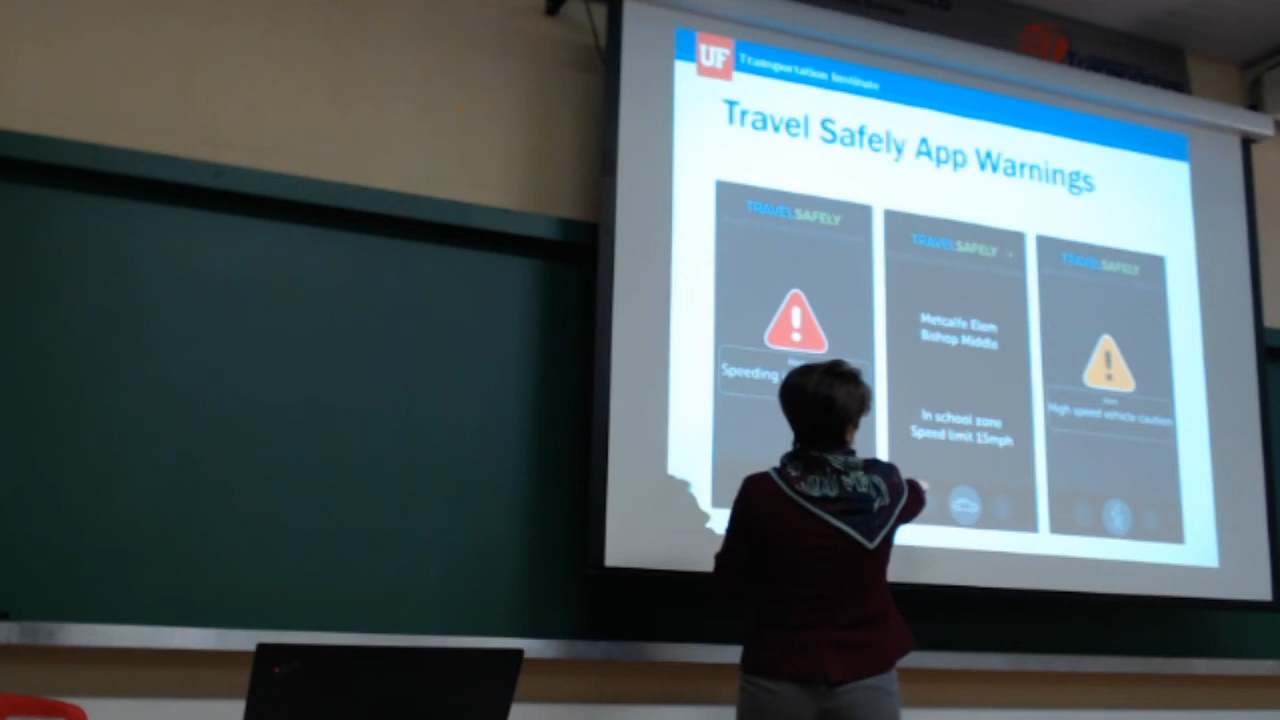 UF Transportation Institute
Travel Safely App Warnings
TRAVELSAFELY
Speeding
TRAVELSAFELY
Metcalfe Elem
Bishop Middle
In school zone
Speed limit 15mph
TRAVELSAFELY
High speed vehicle caution